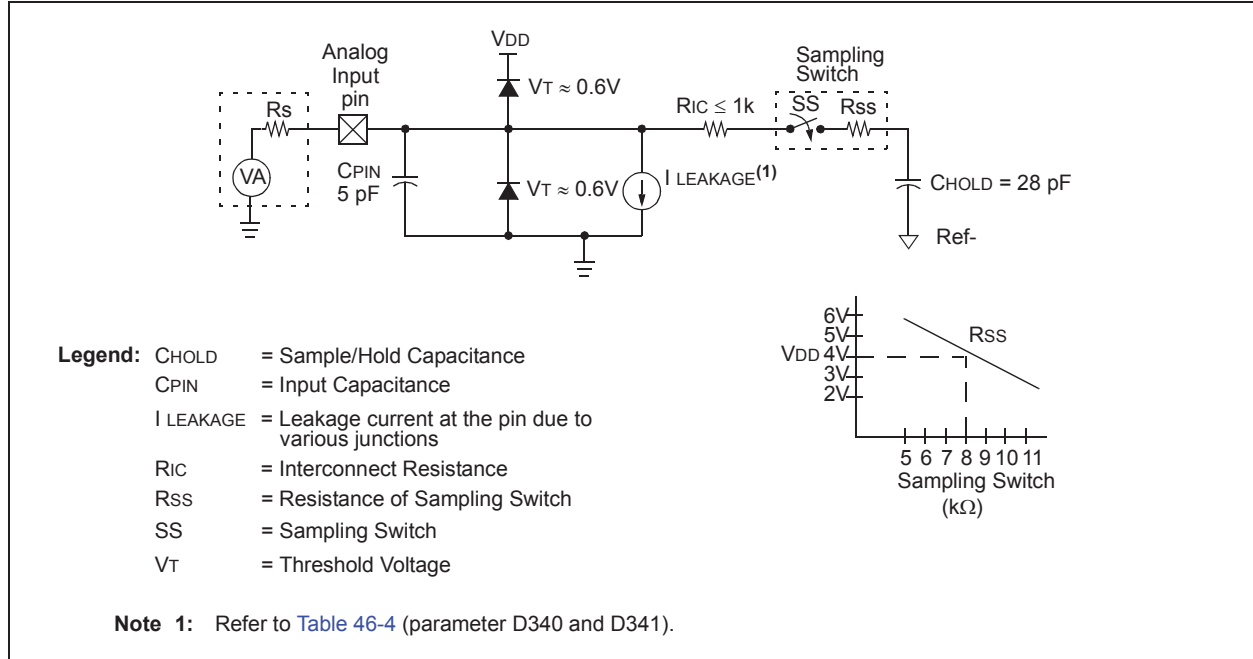 VDD
Analog
Input
pin
Sampling
Switch
VT ≈ 0.6V
Rs
RIC ≤ 1k
SS
Rss
VA
CPIN
5 pF
VT ≈ 0.6V
I LEAKAGE(1)
CHOLD = 28 pF
Ref-
6V
5V
VDD 4V
3V
2V
RSS
5 6 7 8 9 10 11
Sampling Switch
(kΩ)
Legend: CHOLD = Sample/Hold Capacitance
CPIN = Input Capacitance
I LEAKAGE = Leakage current at the pin due to
various junctions
RIC = Interconnect Resistance
RSS = Resistance of Sampling Switch
SS = Sampling Switch
VT = Threshold Voltage
Note 1: Refer to Table 46-4 (parameter D340 and D341).